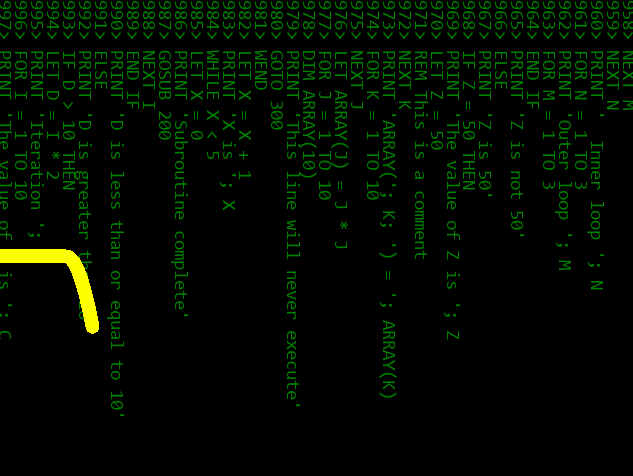 958> NEXT M
959> NEXT N
960> PRINT '  Inner loop '; N
961> FOR N = 1 TO 3
962> PRINT 'Outer loop '; M
963> FOR M = 1 TO 3
964> END IF
965> PRINT 'Z is not 50'
966> ELSE
967> PRINT 'Z is 50'
968> IF Z = 50 THEN
969> PRINT 'The value of Z is '; Z
970> LET Z = 50
971> REM This is a comment
972> NEXT K
973> PRINT 'ARRAY('; K; ') = '; ARRAY(K)
974> FOR K = 1 TO 10
975> NEXT J
976> LET ARRAY(J) = J * J
977> FOR J = 1 TO 10
978> DIM ARRAY(10)
979> PRINT 'This line will never execute'
980> GOTO 300
981> WEND
982> LET X = X + 1
983> PRINT 'X is '; X
984> WHILE X < 5
985> LET X = 0
986> PRINT 'Subroutine complete'
987> GOSUB 200
988> NEXT I
989> END IF
990> PRINT 'D is less than or equal to 10'
991> ELSE
992> PRINT 'D is greater
993> IF > 10 THEN
994> LET D = I * 2
995> PRINT 'Iteration ';
996> FOR I = 1 TO 10
997> PRINT 'The value of is '; C